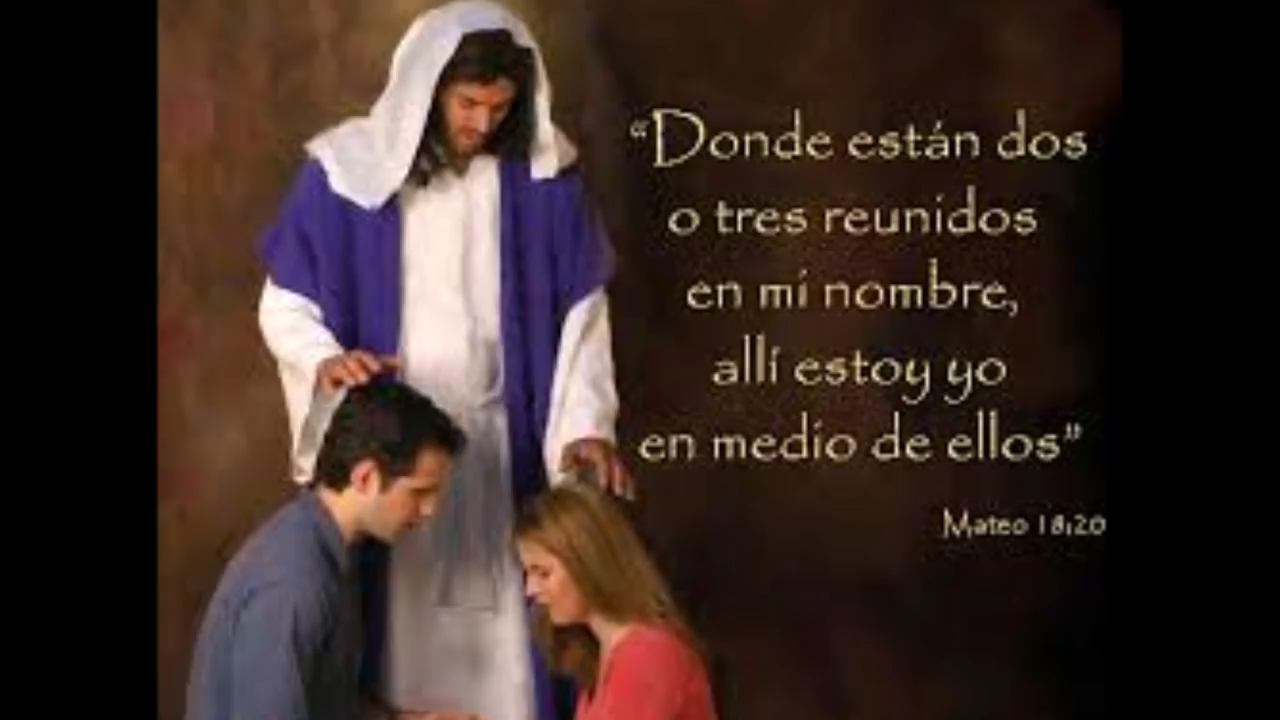 “Donde están dos
o tres reunidos
en mi nombre,
allí estoy yo
en medio de ellos”
Mateo 18:20